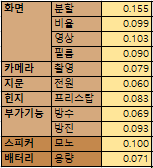 화면 분할 0.155
비율 0.099
영상 0.103
필름 0.090
카메라 촬영 0.079
지문 전원 0.060
힌지 프리스탑 0.083
부가기능 방수 0.069
방진 0.093
스피커 모노 0.100
배터리 용량 0.071